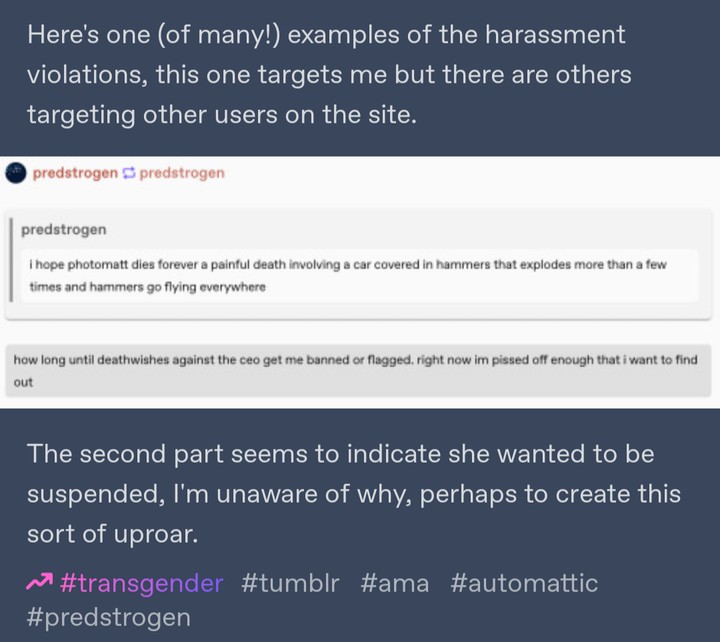 Here's one (of many!) examples of the harassment
violations, this one targets me but there are others
targeting other users on the site.
predstrogen predstrogen
predstrogen
i hope photomatt dies forever a painful death involving a car covered in hammers that explodes more than a few
times and hammers go flying everywhere
how long until deathwishes against the ceo get me banned or flagged. right now im pissed off enough that i want to find
out
The second part seems to indicate she wanted to be
suspended, I'm unaware of why, perhaps to create this
sort of uproar.
#transgender #tumblr #ama #automattic
#predstrogen